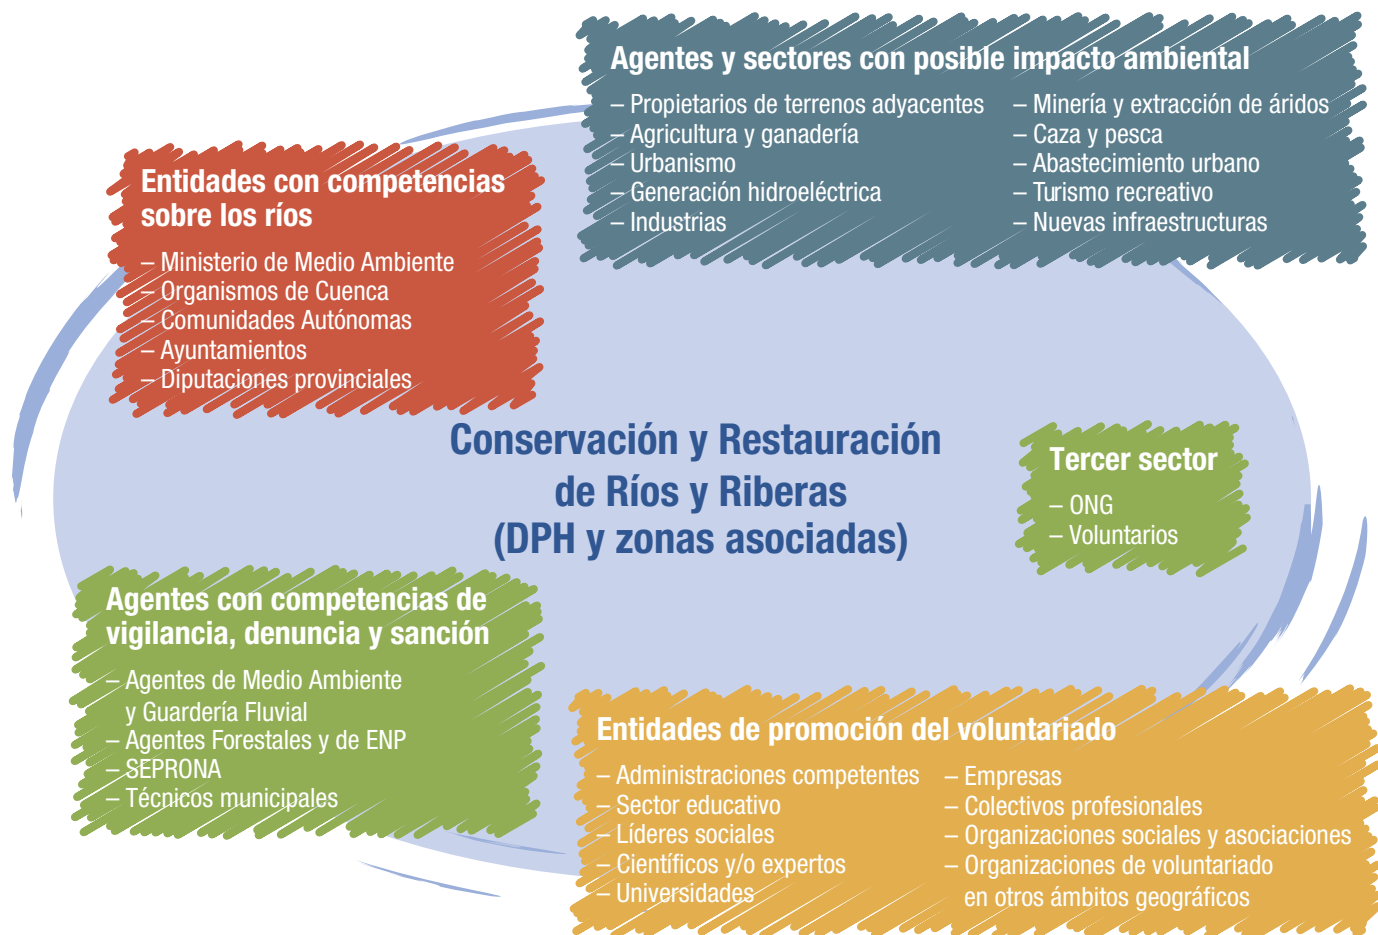 Agentes y sectores con posible impacto ambiental
– Propietarios de terrenos adyacentes
– Agricultura y ganadería
– Urbanismo
– Generación hidroeléctrica
– Industrias
– Minería y extracción de áridos
– Caza y pesca
– Abastecimiento urbano
– Turismo recreativo
– Nuevas infraestructuras
Entidades con competencias
sobre los ríos
– Ministerio de Medio Ambiente
– Organismos de Cuenca
– Comunidades Autónomas
– Ayuntamientos
– Diputaciones provinciales
Conservación y Restauración
de Ríos y Riberas
(DPH y zonas asociadas)
Tercer sector
– ONG
– Voluntarios
Agentes con competencias de
vigilancia, denuncia y sanción
– Agentes de Medio Ambiente
y Guardería Fluvial
– Agentes Forestales y de ENP
– SEPRONA
– Técnicos municipales
Entidades de promoción del voluntariado
– Administraciones competentes
– Sector educativo
– Líderes sociales
– Científicos y/o expertos
– Universidades
– Empresas
– Colectivos profesionales
– Organizaciones sociales y asociaciones
– Organizaciones de voluntariado
en otros ámbitos geográficos